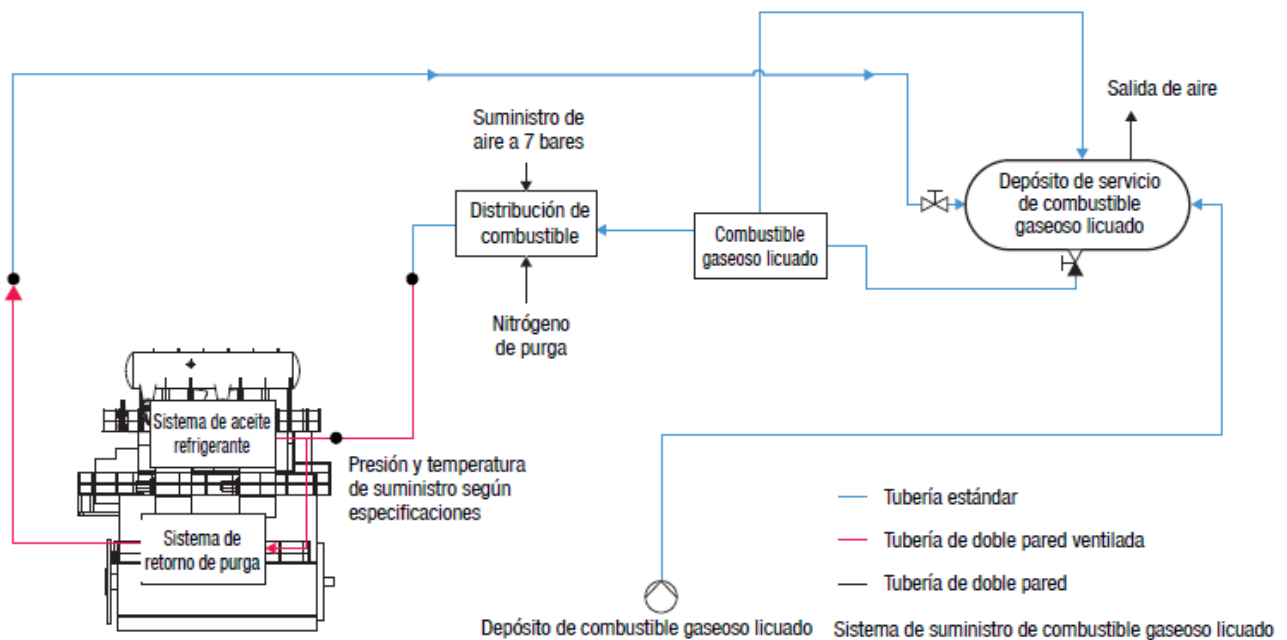 Salida de aire
Suministro de
aire a 7 bares
Depósito de servicio
de combustible
gaseoso licuado
Distribución de
combustible
Combustible
gaseoso licuado
Nitrógeno
de purga
Sistema de aceite
refrigerante
Presión y temperatura
de suministro según
especificaciones
Sistema de
retorno de purga
Tubería estándar
Tubería de doble pared ventilada
Tubería de doble pared
Depósito de combustible gaseoso licuado
Sistema de suministro de combustible gaseoso licuado